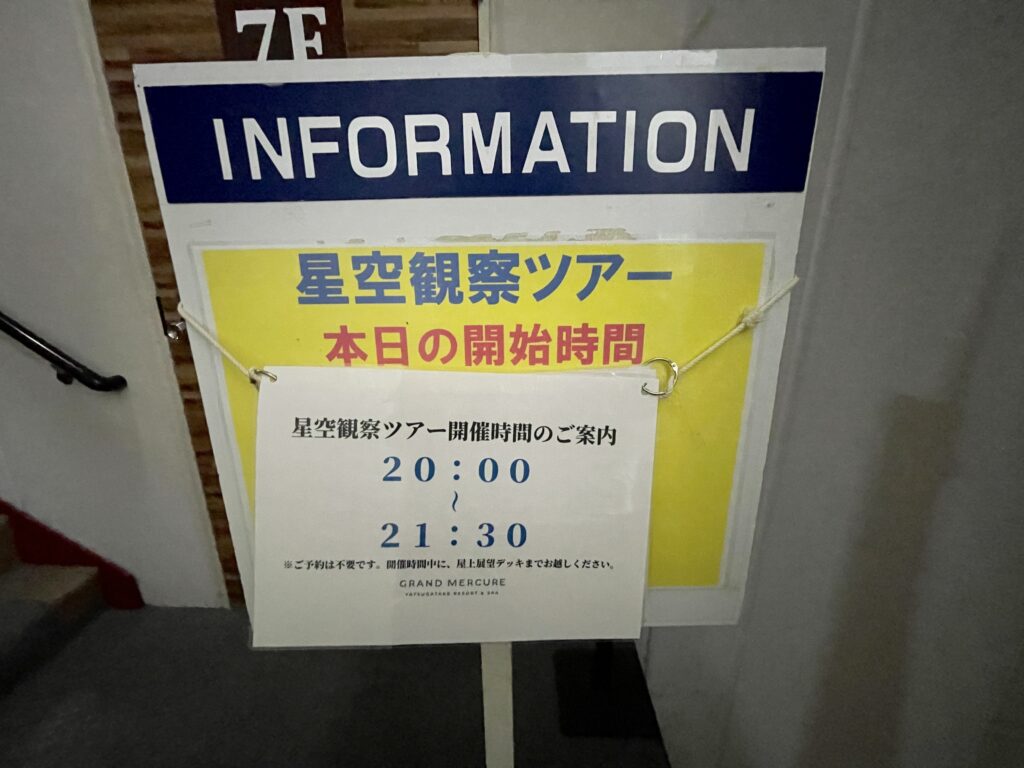 7F
INFORMATION
星空観察ツアー
本日の開始時間
星空観察ツアー開催時間のご案内
20：00
～
21：30
※ご予約は不要です。開催時間中に、屋上展望デッキまでお越しください。
GRAND MERCURE
YATSUGATAKE RESORT & SPA